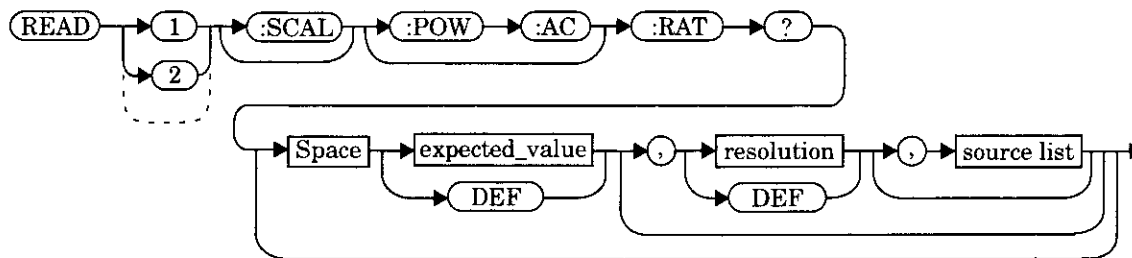 READ 1 :SCAL :POW :AC :RAT ?
2
Space expected_value , resolution , source list
DEF DEF